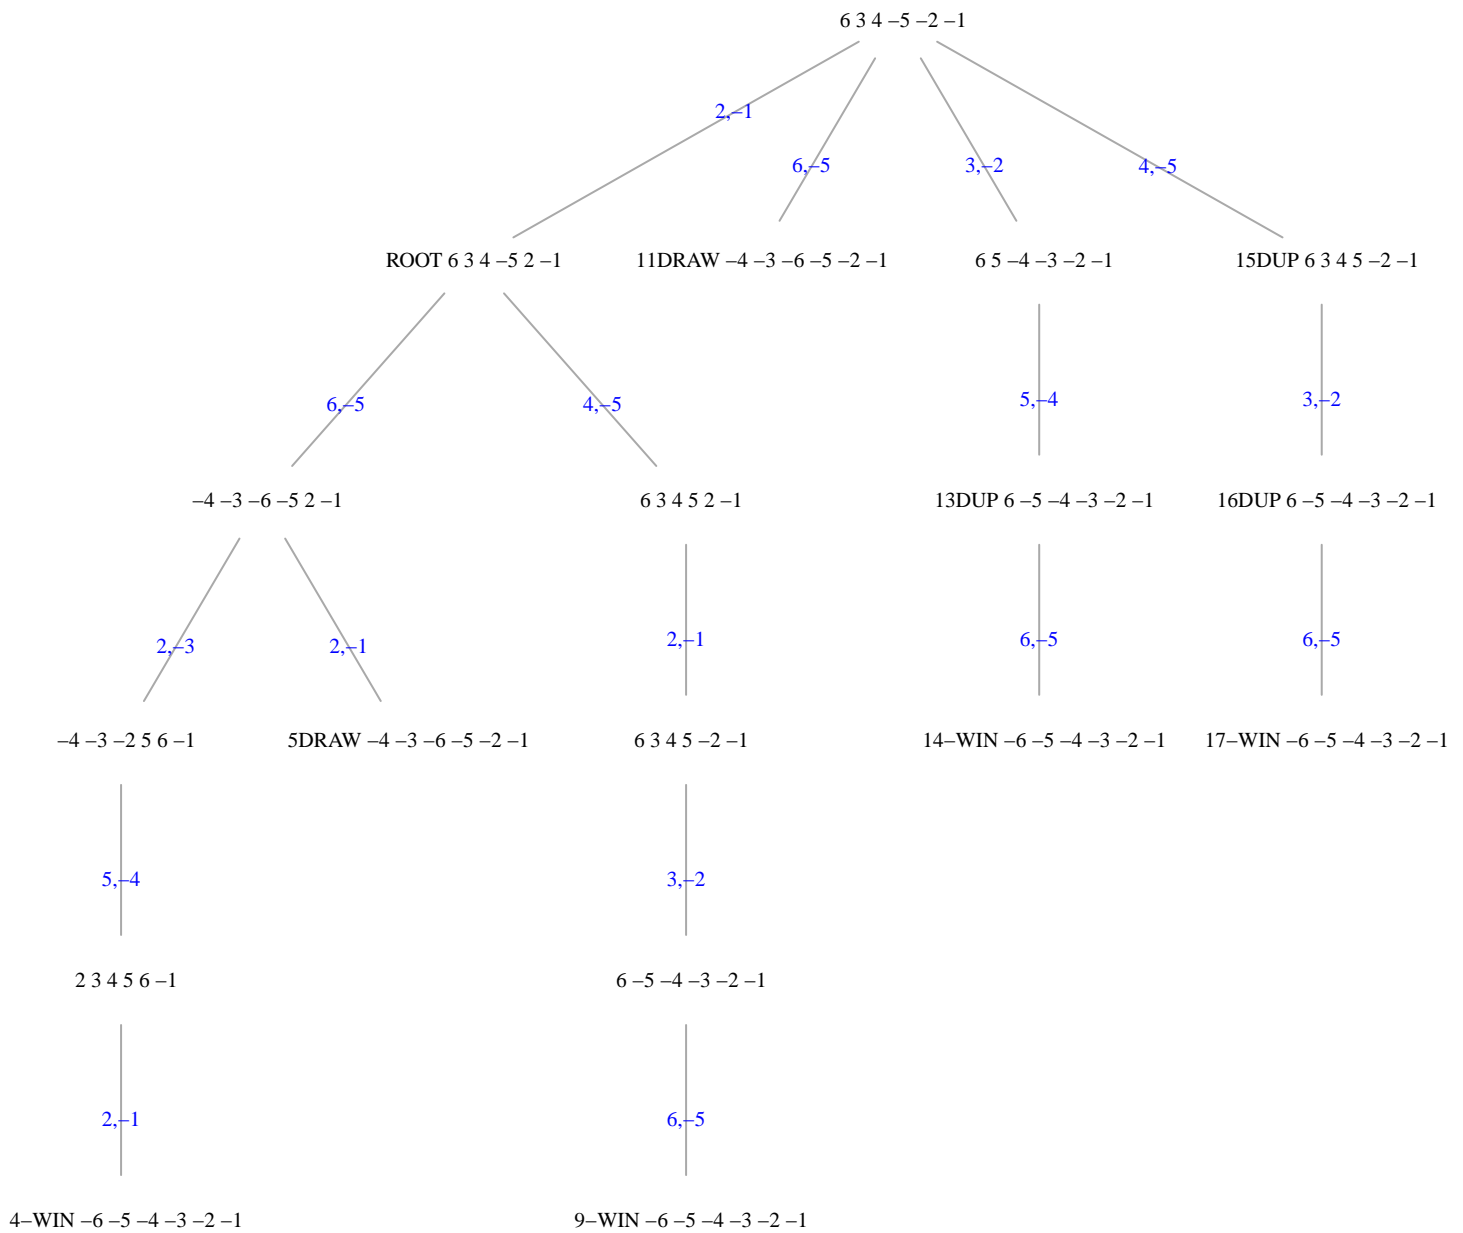 6 3 4 –5 –2 –1
2,–1
6,–5
3,–2
4,–5
ROOT 6 3 4 –5 2 –1
11DRAW –4 –3 –6 –5 –2 –1
6 5 –4 –3 –2 –1
15DUP 6 3 4 5 –2 –1
6,–5
4,–5
5,–4
3,–2
–4 –3 –6 –5 2 –1
6 3 4 5 2 –1
13DUP 6 –5 –4 –3 –2 –1
16DUP 6 –5 –4 –3 –2 –1
2,–3
2,–1
2,–1
6,–5
6,–5
–4 –3 –2 5 6 –1
5DRAW –4 –3 –6 –5 –2 –1
6 3 4 5 –2 –1
14–WIN –6 –5 –4 –3 –2 –1
17–WIN –6 –5 –4 –3 –2 –1
5,–4
3,–2
2 3 4 5 6 –1
6 –5 –4 –3 –2 –1
2,–1
6,–5
4–WIN –6 –5 –4 –3 –2 –1
9–WIN –6 –5 –4 –3 –2 –1